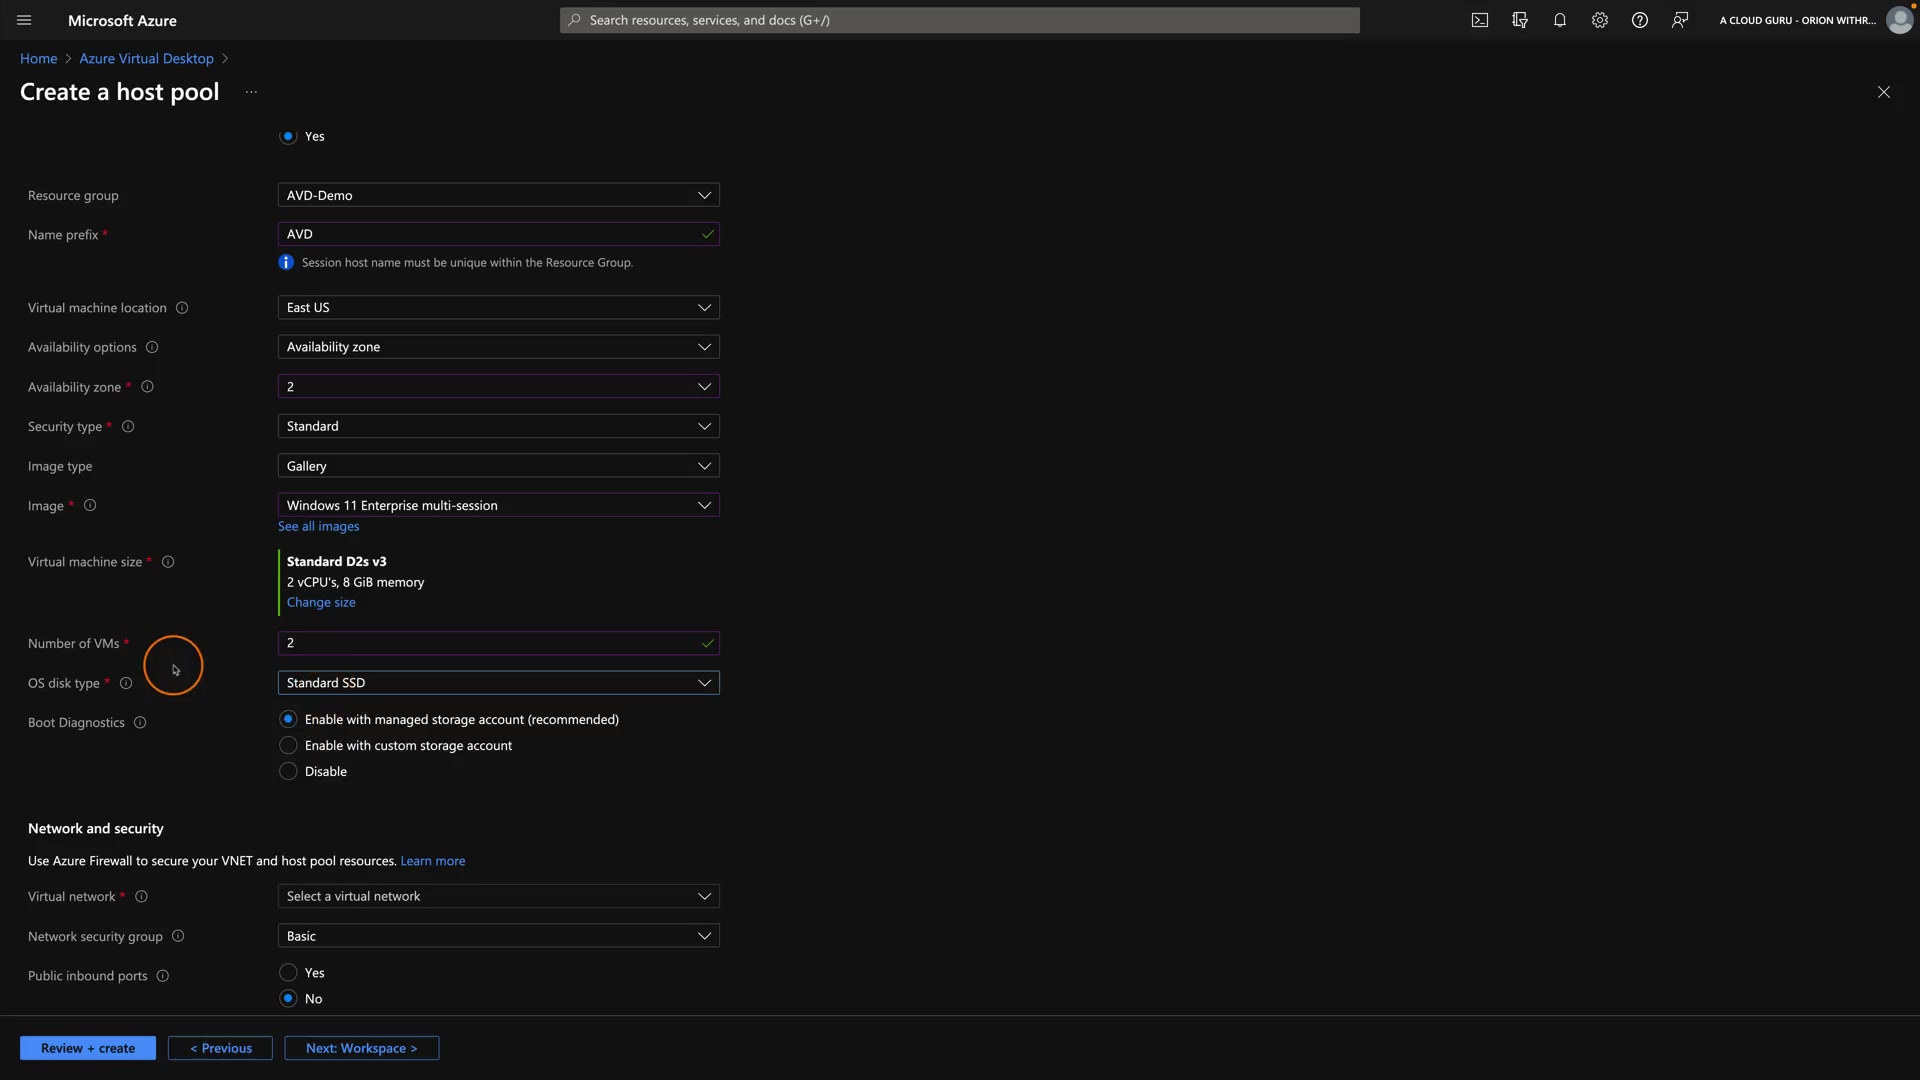 Microsoft Azure
Search resources, services, and docs (G+/)
A CLOUD GURU - ORION WITHR...
Home > Azure Virtual Desktop >
Create a host pool ...
Yes
Resource group
AVD-Demo
Name prefix *
AVD
Session host name must be unique within the Resource Group.
Virtual machine location
East US
Availability options
Availability zone
Availability zone *
2
Security type *
Standard
Image type
Gallery
Image *
Windows 11 Enterprise multi-session
See all images
Virtual machine size *
Standard D2s v3
2 vCPU's, 8 GiB memory
Change size
Number of VMs *
2
OS disk type *
Standard SSD
Boot Diagnostics
Enable with managed storage account (recommended)
Enable with custom storage account
Disable
Network and security
Use Azure Firewall to secure your VNET and host pool resources. Learn more
Virtual network *
Select a virtual network
Network security group
Basic
Public inbound ports
Yes
No
Review + create
< Previous
Next: Workspace >